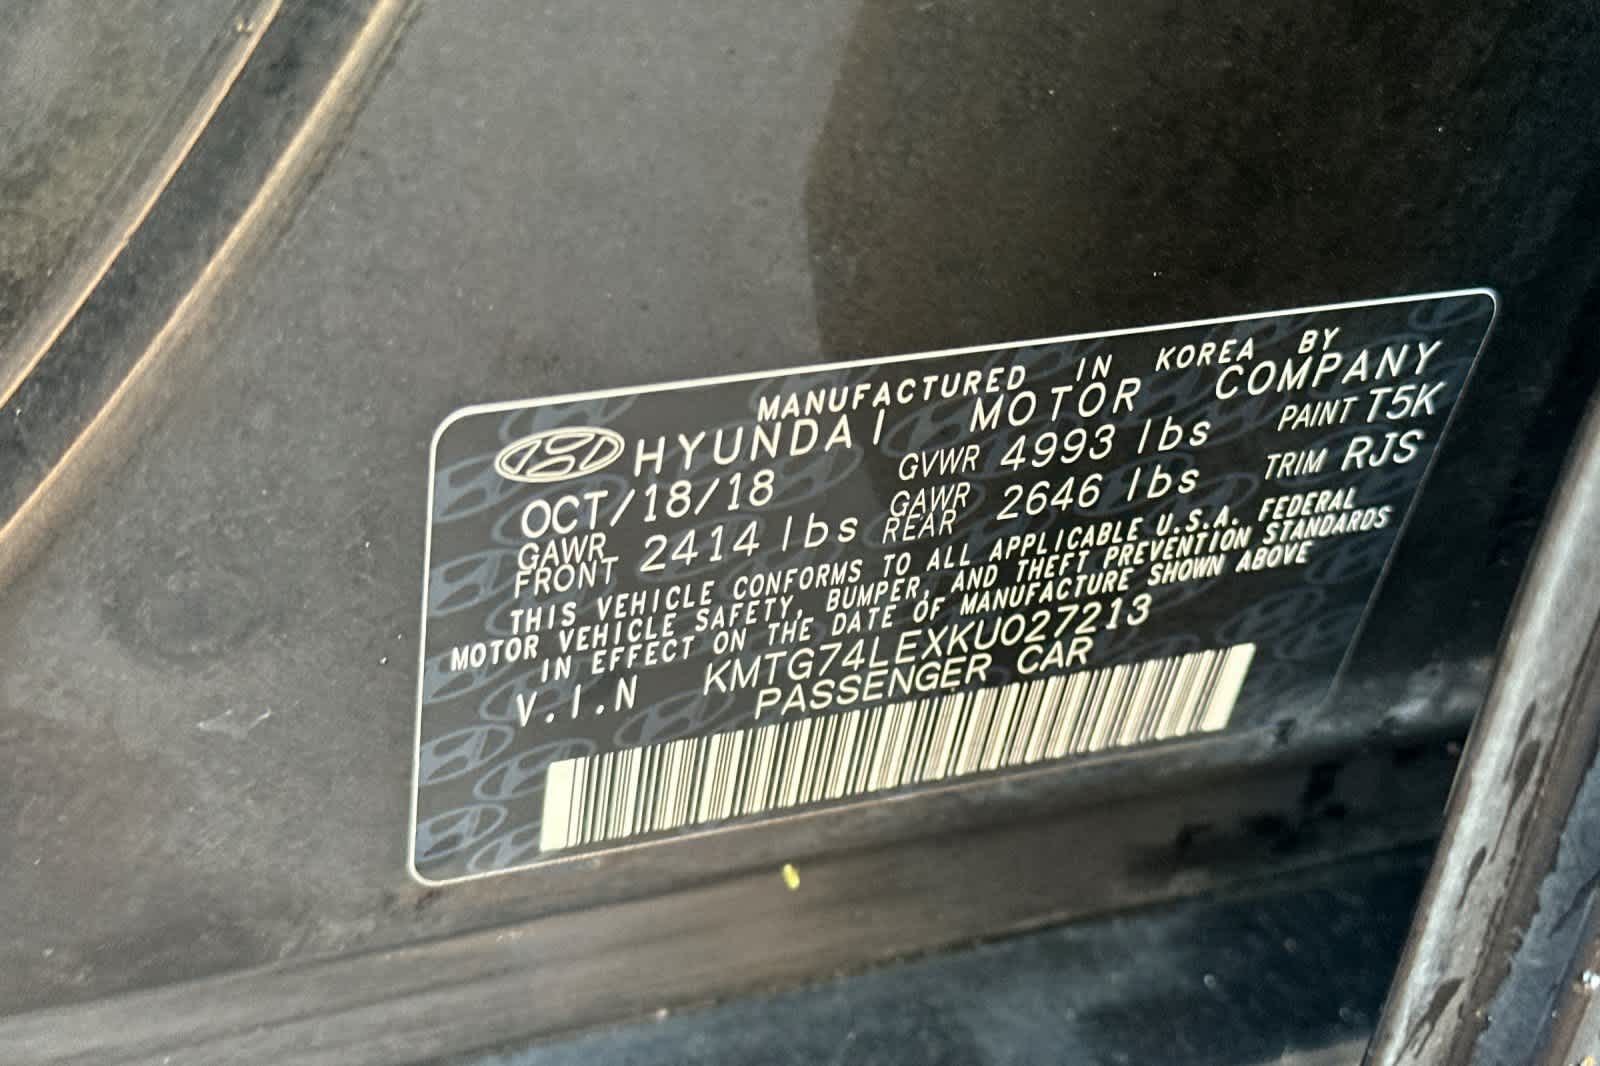 MANUFACTURED IN KOREA BY
HYUNDAI MOTOR COMPANY
OCT/18/18 GVWR 4993 lbs PAINT T5K
GAWR FRONT 2414 lbs GAWR REAR 2646 lbs TRIM RJS
THIS VEHICLE CONFORMS TO ALL APPLICABLE U.S.A. FEDERAL
MOTOR VEHICLE SAFETY, BUMPER, AND THEFT PREVENTION STANDARDS
IN EFFECT ON THE DATE OF MANUFACTURE SHOWN ABOVE
V.I.N KMTG74LEXKU027213
PASSENGER CAR